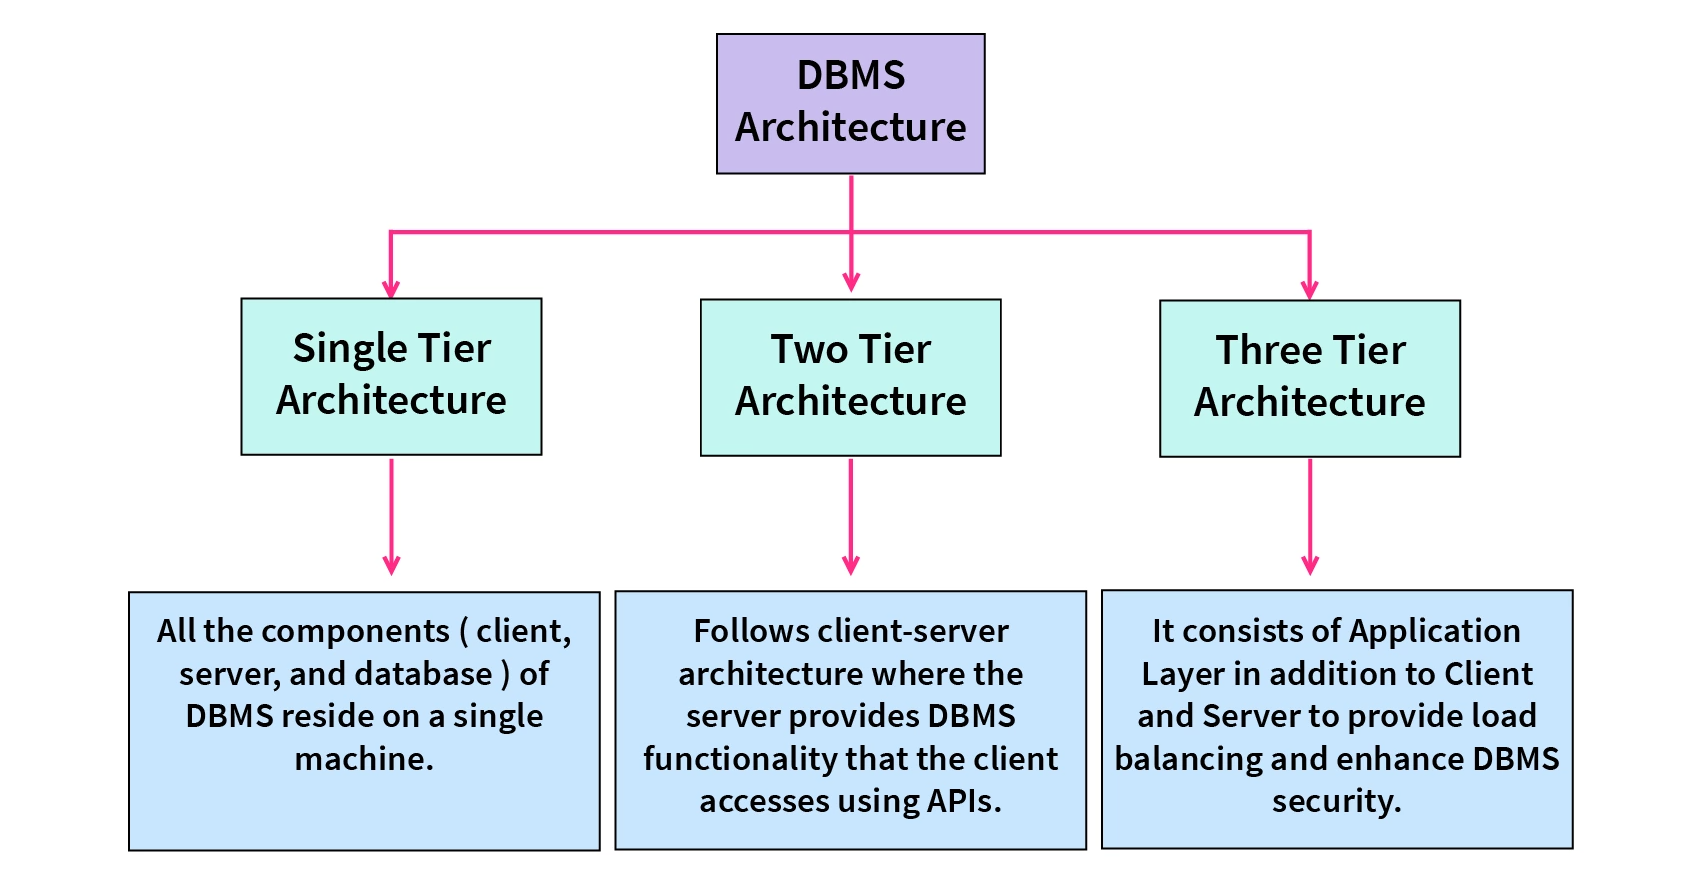 DBMS
Architecture
Single Tier
Architecture
Two Tier
Architecture
Three Tier
Architecture
All the components ( client,
server, and database ) of
DBMS reside on a single
machine.
Follows client-server
architecture where the
server provides DBMS
functionality that the client
accesses using APIs.
It consists of Application
Layer in addition to Client
and Server to provide load
balancing and enhance DBMS
security.